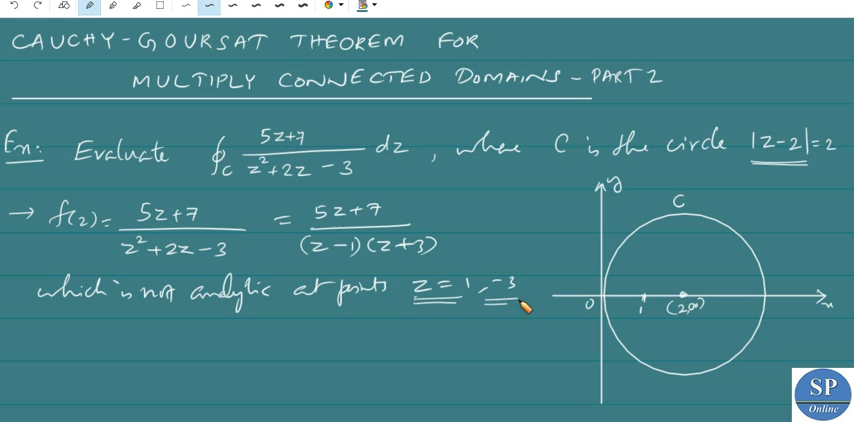 CAUCHY-GOURSAT THEOREM FOR
MULTIPLY CONNECTED DOMAINS - PART 2
Ex: Evaluate ∮_C (5z+7)/(z²+2z-3) dz, where C is the circle |z-2|=2
→ f(z) = (5z+7)/(z²+2z-3) = (5z+7)/((z-1)(z+3))
which is not analytic at points z = 1, -3
y
C
0
1
(2,0)
x
SP
Online